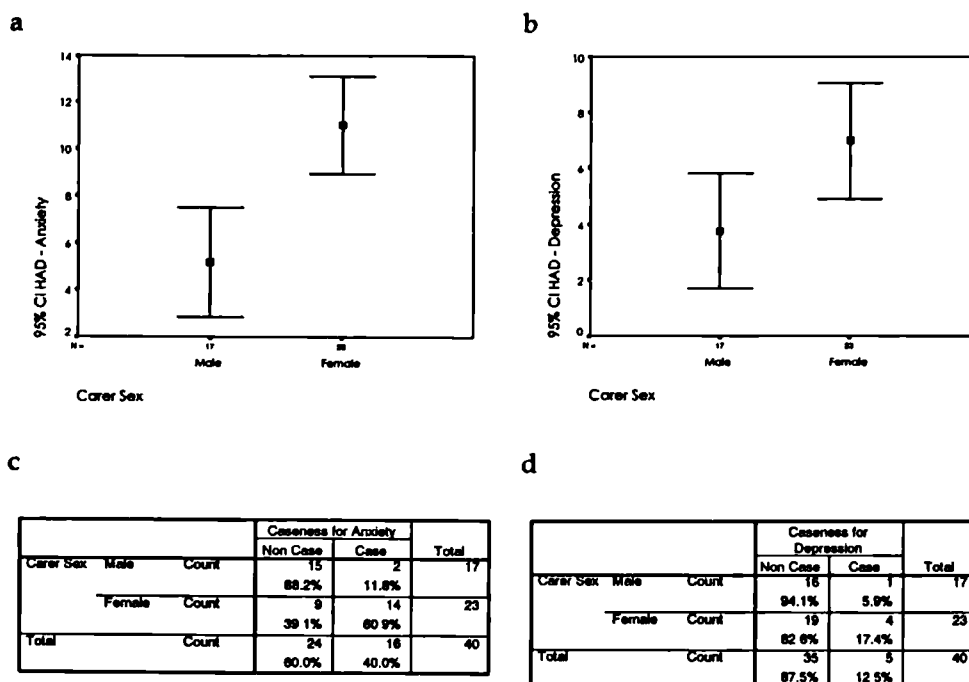 a
14
12
10
8
6
4
2
95% CI HAD - Anxiety
N =
17
Male Female
Carer Sex
b
10
8
6
4
2
0
95% CI HAD - Depression
N =
17
Male Female
Carer Sex
c
Caseness for Anxiety
Non Case Case Total
Carer Sex Male Count 15 2 17
88.2% 11.8%
Female Count 9 14 23
39 1% 60 9%
Total Count 24 16 40
60.0% 40.0%
d
Caseness for
Depression
Non Case Case Total
Carer Sex Male Count 16 1 17
94.1% 5.9%
Female Count 19 4 23
82 6% 17.4%
Total Count 35 5 40
87.5% 12 5%